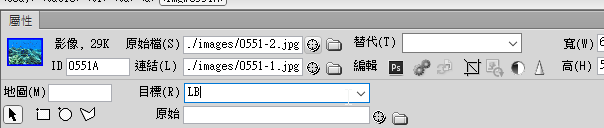 屬性
影像, 29K 原始檔(S) ./images/0551-2.jpg 替代(T) 寬(W)
ID 0551A 連結(L) ./images/0551-1.jpg 編輯 Ps 高(H)
地圖(M) 目標(R) LB
原始